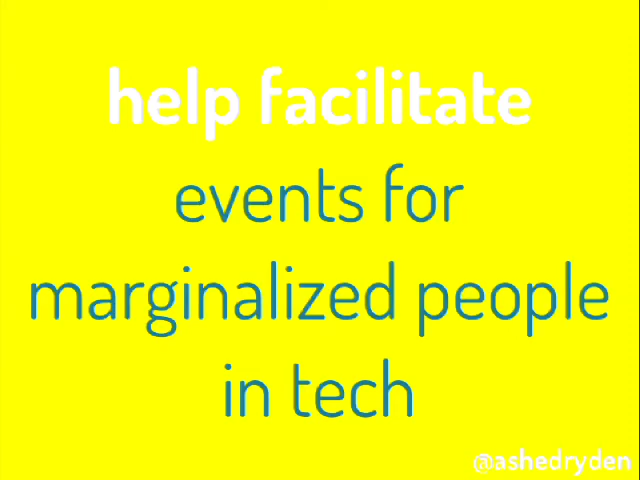 help facilitate
events for
marginalized people
in tech
@ashedryden